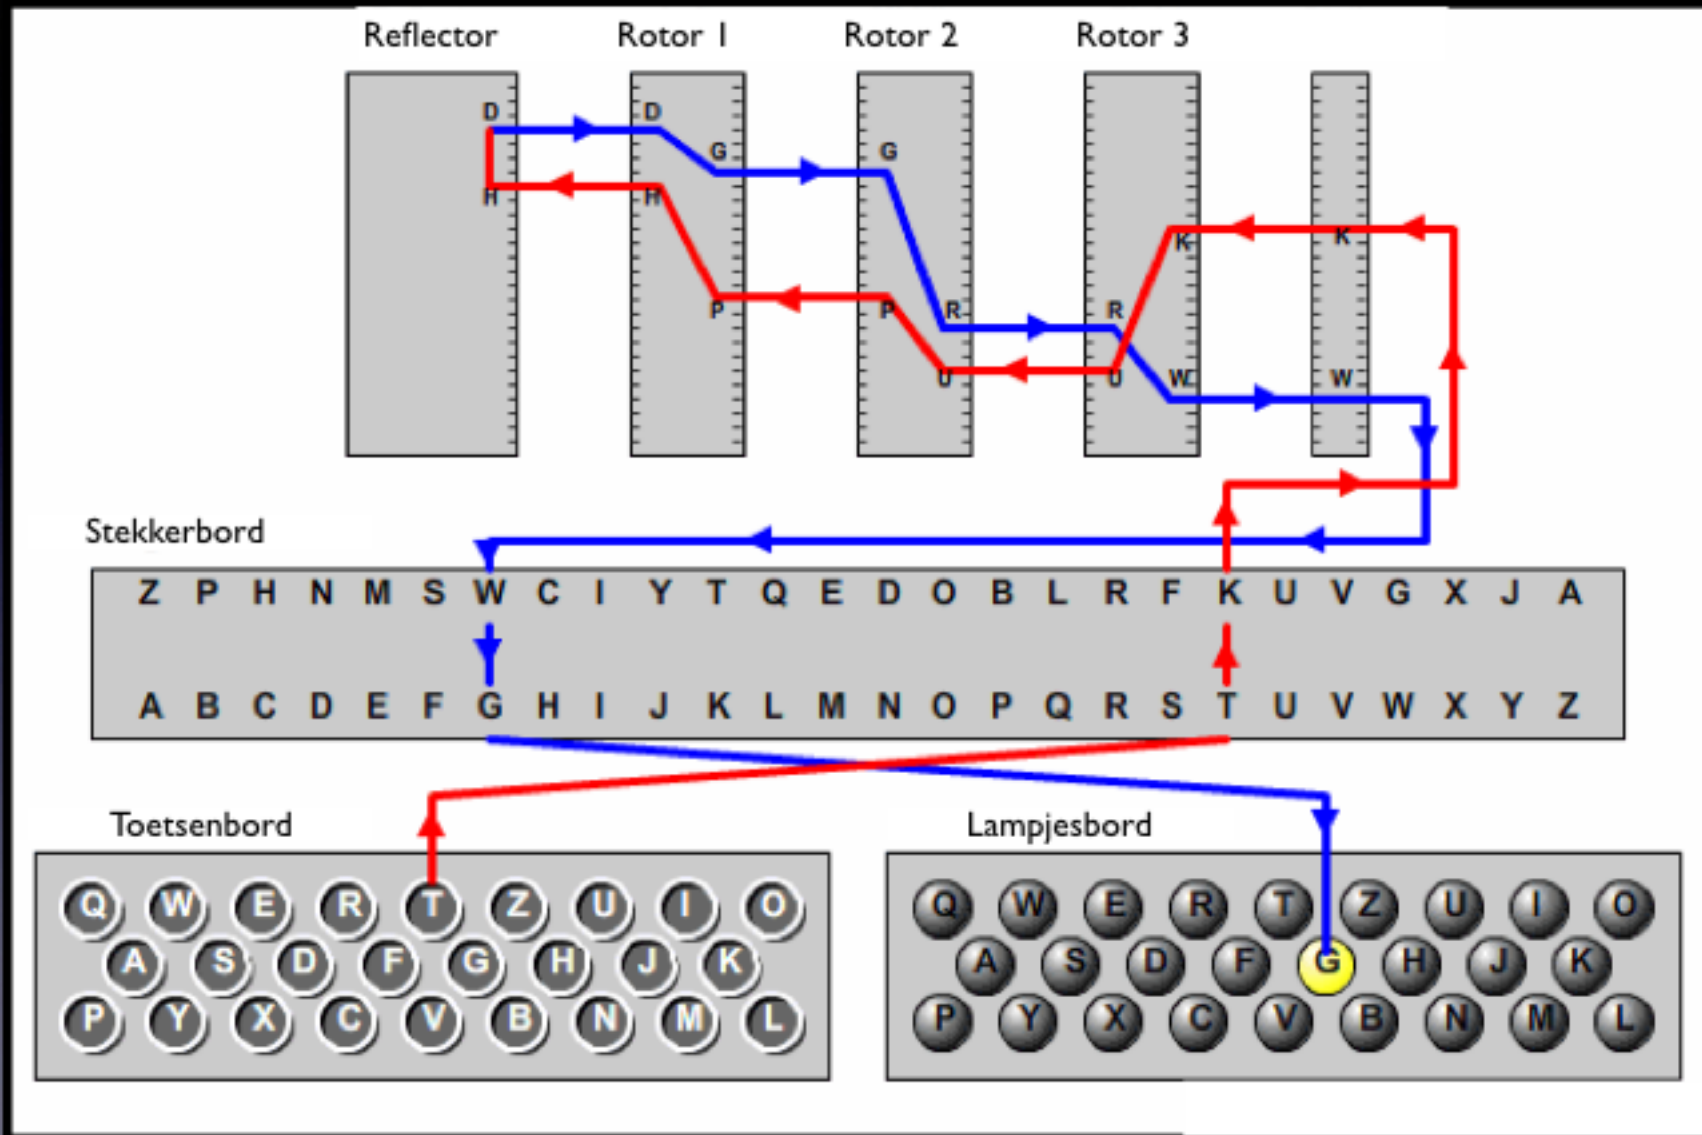 Reflector Rotor 1 Rotor 2 Rotor 3
D D
G G
H H
K K
P P R R
U U W W
Stekkerbord
Z P H N M S W C I Y T Q E D O B L R F K U V G X J A
A B C D E F G H I J K L M N O P Q R S T U V W X Y Z
Toetsenbord
Q W E R T Z U I O
A S D F G H J K
P Y X C V B N M L
Lampjesbord
Q W E R T Z U I O
A S D F G H J K
P Y X C V B N M L